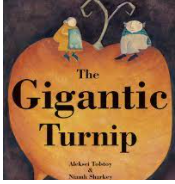 The
Gigantic
Turnip
Aleksei Tolstoy
&
Niamh Sharkey